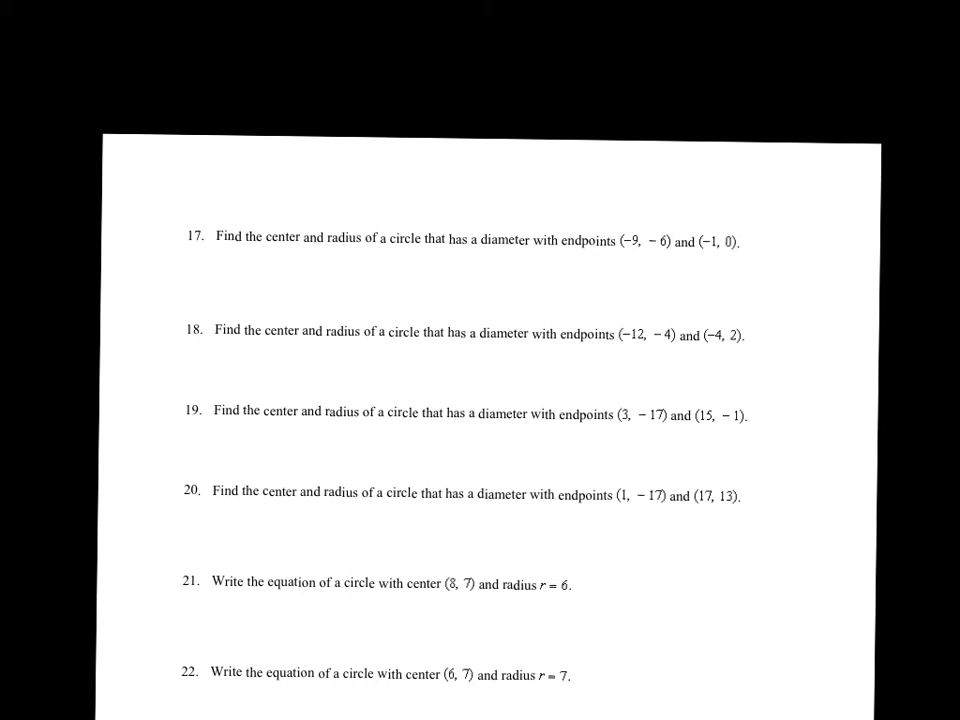 17. Find the center and radius of a circle that has a diameter with endpoints (−9, − 6) and (−1, 0).
18. Find the center and radius of a circle that has a diameter with endpoints (−12, − 4) and (−4, 2).
19. Find the center and radius of a circle that has a diameter with endpoints (3, − 17) and (15, − 1).
20. Find the center and radius of a circle that has a diameter with endpoints (1, − 17) and (17, 13).
21. Write the equation of a circle with center (8, 7) and radius r = 6.
22. Write the equation of a circle with center (6, 7) and radius r = 7.